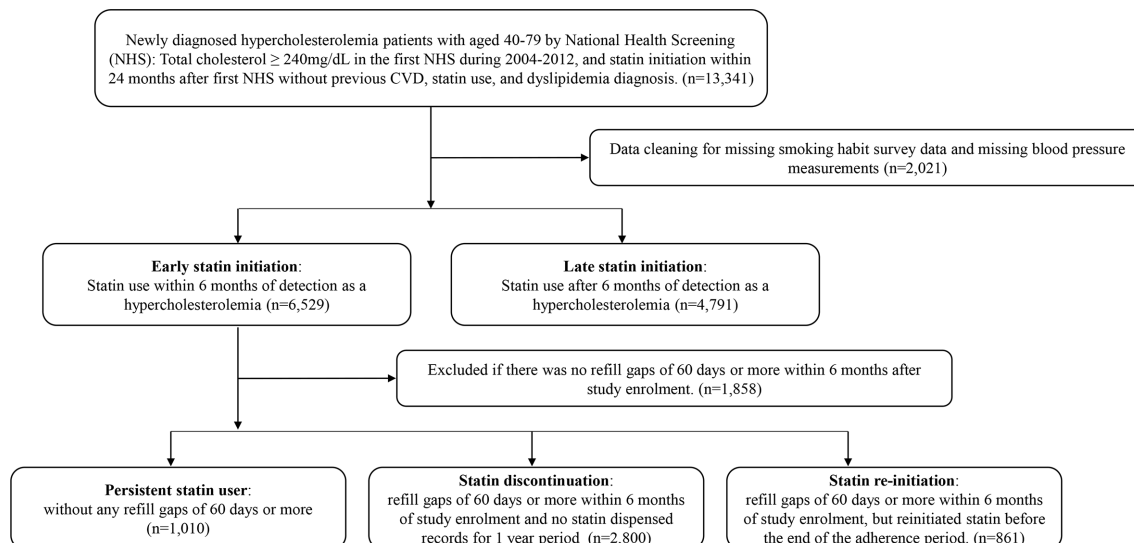 Newly diagnosed hypercholesterolemia patients with aged 40-79 by National Health Screening
(NHS): Total cholesterol ≥ 240mg/dL in the first NHS during 2004-2012, and statin initiation within
24 months after first NHS without previous CVD, statin use, and dyslipidemia diagnosis. (n=13,341)
Data cleaning for missing smoking habit survey data and missing blood pressure
measurements (n=2,021)
Early statin initiation:
Statin use within 6 months of detection as a
hypercholesterolemia (n=6,529)
Late statin initiation:
Statin use after 6 months of detection as a
hypercholesterolemia (n=4,791)
Excluded if there was no refill gaps of 60 days or more within 6 months after
study enrolment. (n=1,858)
Persistent statin user:
without any refill gaps of 60 days or more
(n=1,010)
Statin discontinuation:
refill gaps of 60 days or more within 6 months
of study enrolment and no statin dispensed
records for 1 year period (n=2,800)
Statin re-initiation:
refill gaps of 60 days or more within 6 months
of study enrolment, but reinitiated statin before
the end of the adherence period. (n=861)